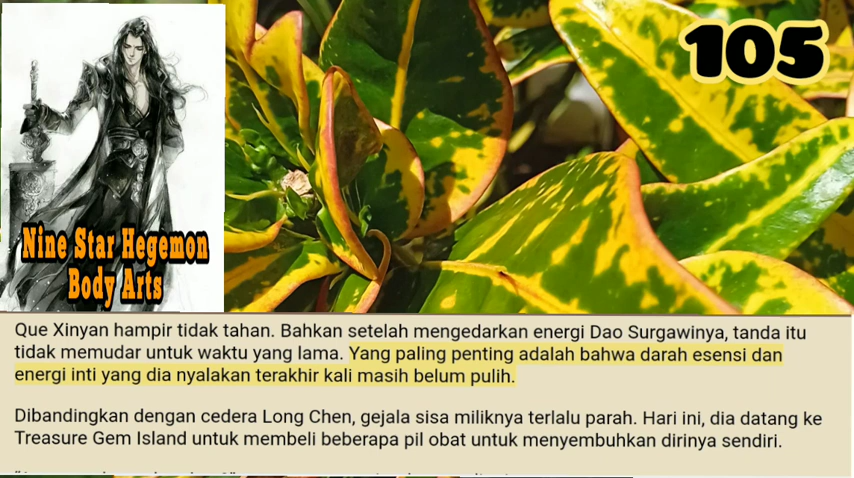 105
Nine Star Hegemon
Body Arts
Que Xinyan hampir tidak tahan. Bahkan setelah mengedarkan energi Dao Surgawinya, tanda itu
tidak memudar untuk waktu yang lama. Yang paling penting adalah bahwa darah esensi dan
energi inti yang dia nyalakan terakhir kali masih belum pulih.
Dibandingkan dengan cedera Long Chen, gejala sisa miliknya terlalu parah. Hari ini, dia datang ke
Treasure Gem Island untuk membeli beberapa pil obat untuk menyembuhkan dirinya sendiri.